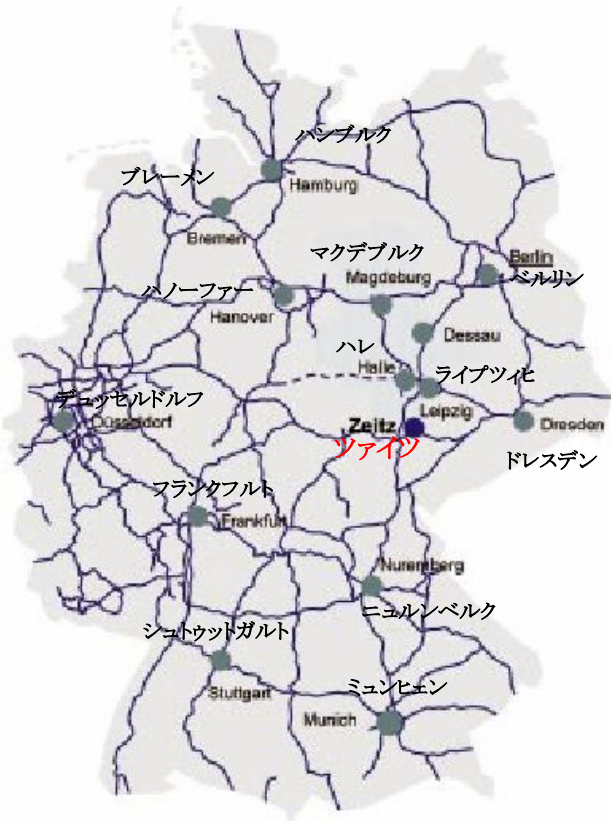 ハンブルク
Hamburg
ブレーメン
Bremen
マクデブルク
Magdeburg
Berlin
ベルリン
ハノーファー
Hanover
Dessau
ハレ
Halle
ライプツィヒ
Leipzig
デュッセルドルフ
Düsseldorf
Zeitz
ツァイツ
Dresden
ドレスデン
フランクフルト
Frankfurt
Nuremberg
ニュルンベルク
シュトゥットガルト
Stuttgart
ミュンヒェン
Munich